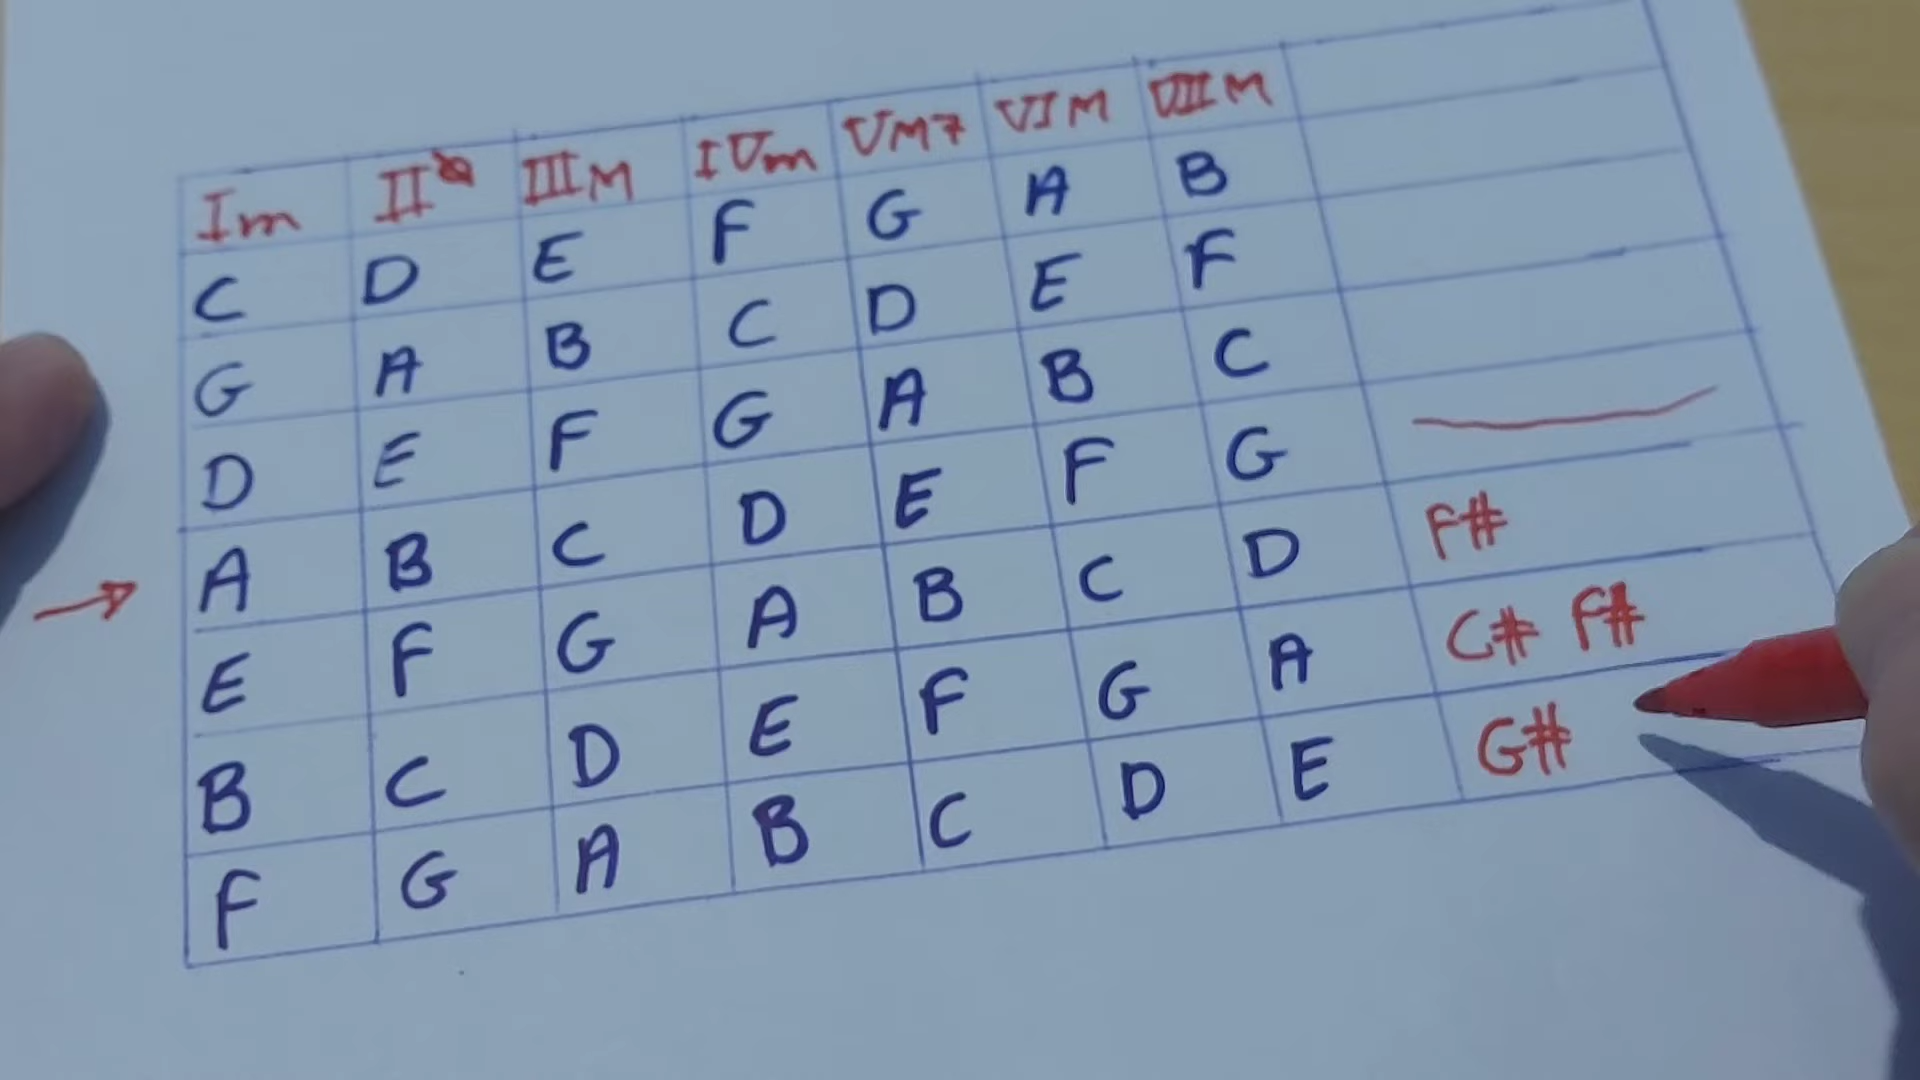 Im II IIIM IVm VM7 VIM VIIM
C D E F G A B
G A B C D E F
D E F G A B C
A B C D E F G
E F G A B C D F#
B C D E F G A C# F#
F G A B C D E G#